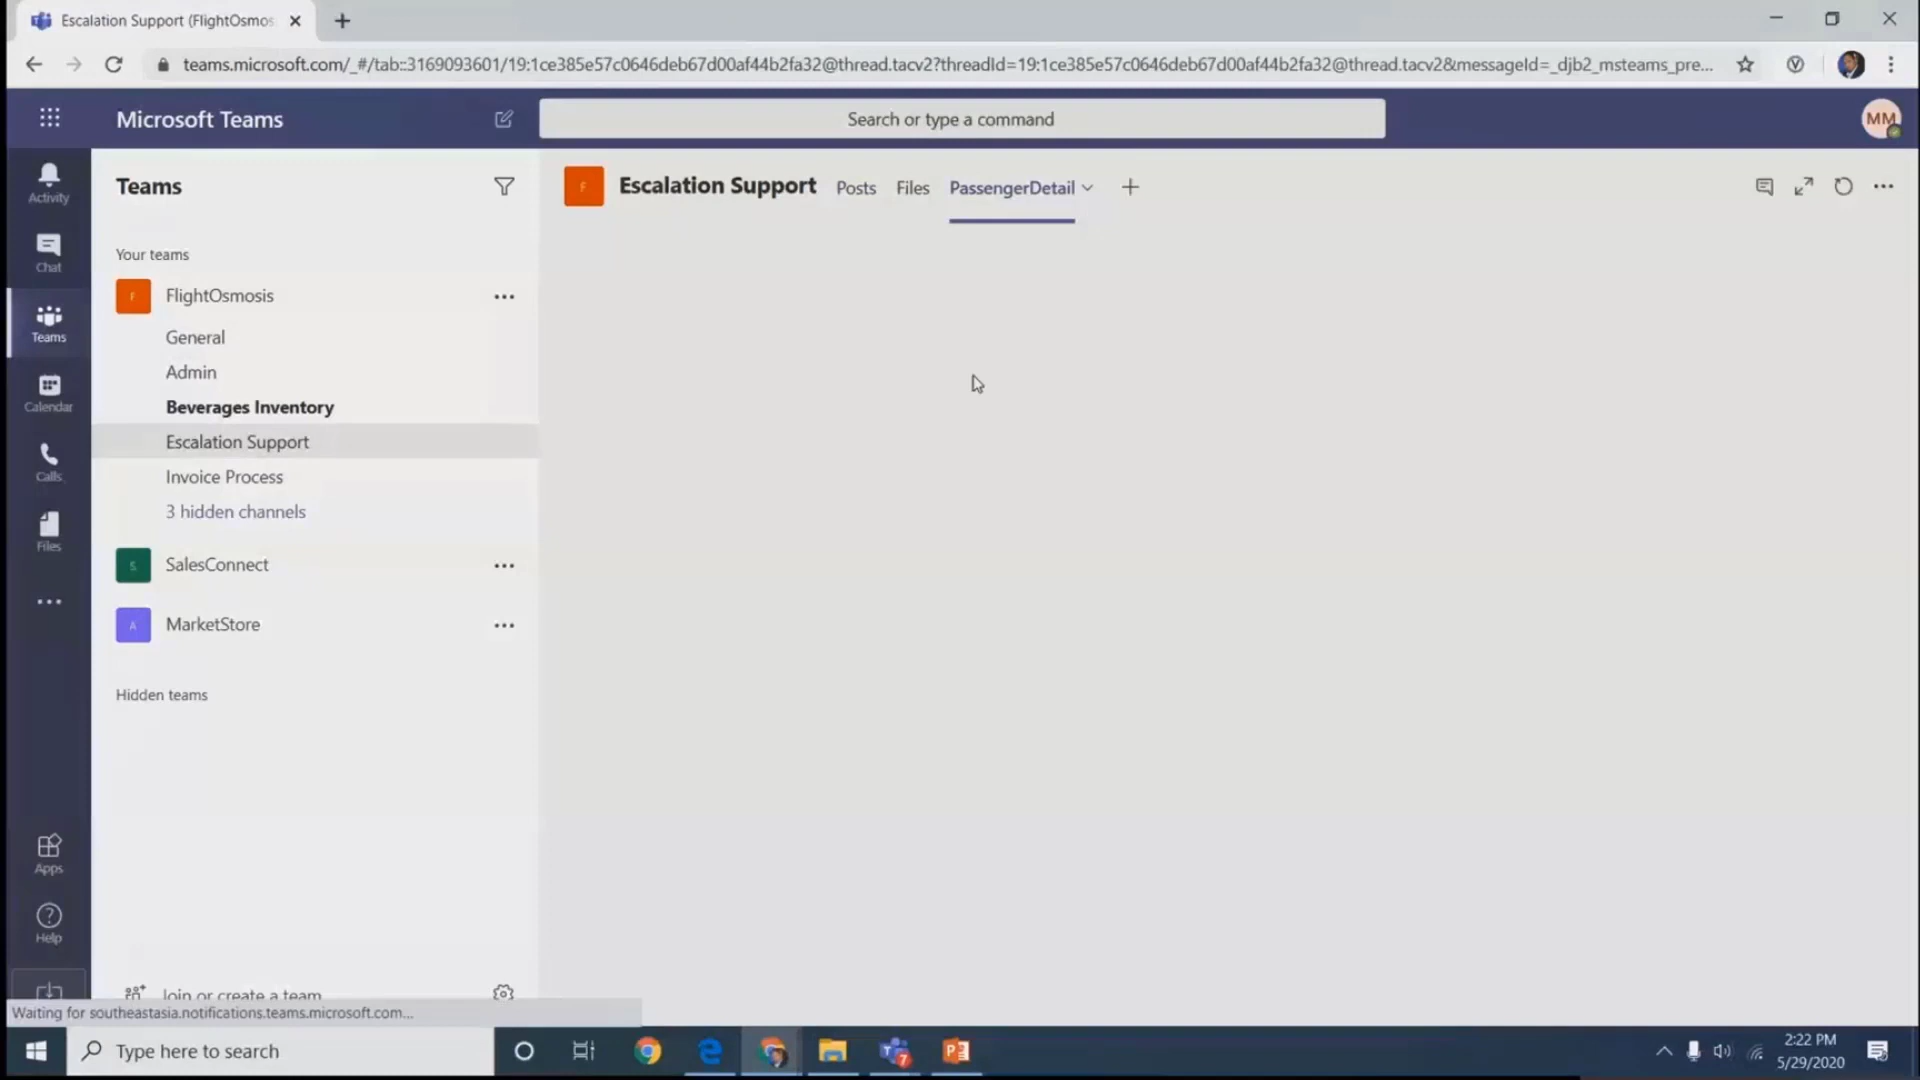 Escalation Support (FlightOsmos
teams.microsoft.com/_#/tab::3169093601/19:1ce385e57c0646deb67d00af44b2fa32@thread.tacv2?threadId=19:1ce385e57c0646deb67d00af44b2fa32@thread.tacv2&messageId=_djb2_msteams_pre...
Microsoft Teams
Search or type a command
MM
Activity
Chat
Teams
Calendar
Calls
Files
Apps
Help
Teams
Your teams
F FlightOsmosis
General
Admin
Beverages Inventory
Escalation Support
Invoice Process
3 hidden channels
S SalesConnect
A MarketStore
Hidden teams
Join or create a team
F Escalation Support Posts Files PassengerDetail
Waiting for southeastasia.notifications.teams.microsoft.com...
Type here to search
7
2:22 PM
5/29/2020